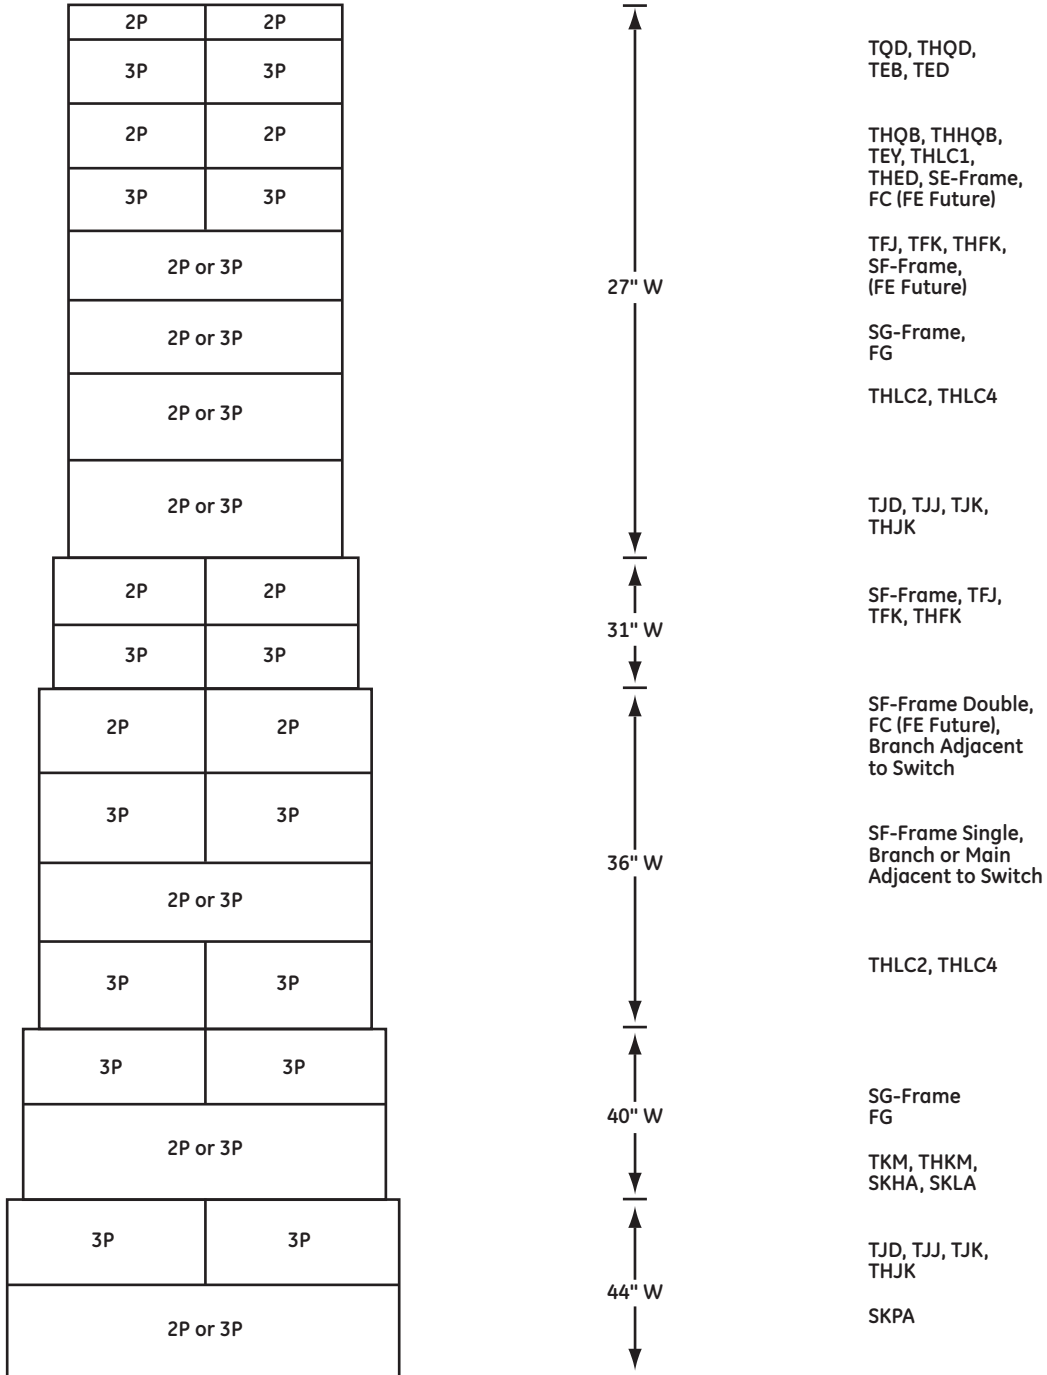 2P 2P
3P 3P
TQD, THQD,
TEB, TED
2P 2P
THQB, THHQB,
TEY, THLC1,
THED, SE-Frame,
FC (FE Future)
3P 3P
2P or 3P
TFJ, TFK, THFK,
SF-Frame,
(FE Future)
27" W
2P or 3P
SG-Frame,
FG
2P or 3P
THLC2, THLC4
2P or 3P
TJD, TJJ, TJK,
THJK
2P 2P
SF-Frame, TFJ,
TFK, THFK
31" W
3P 3P
2P 2P
SF-Frame Double,
FC (FE Future),
Branch Adjacent
to Switch
3P 3P
SF-Frame Single,
Branch or Main
Adjacent to Switch
36" W
2P or 3P
3P 3P
THLC2, THLC4
3P 3P
SG-Frame
FG
40" W
2P or 3P
TKM, THKM,
SKHA, SKLA
3P 3P
TJD, TJJ, TJK,
THJK
44" W
2P or 3P
SKPA